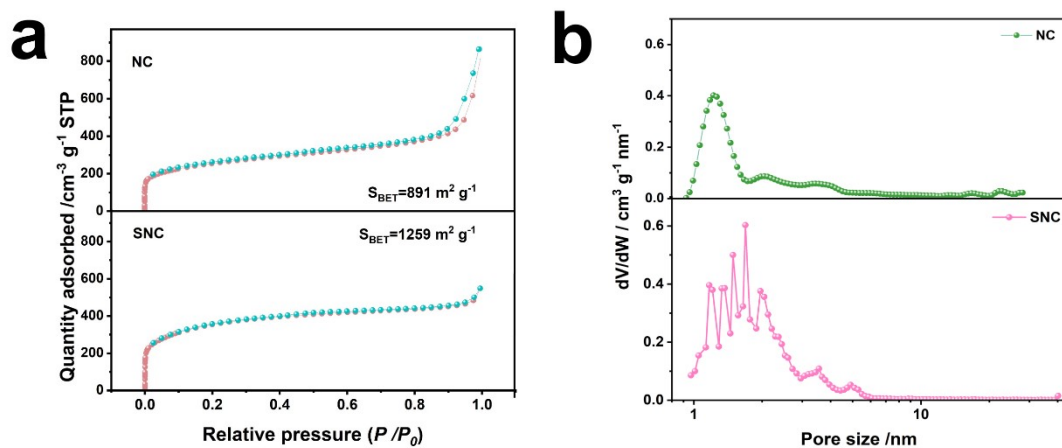 a
Quantity adsorbed /cm⁻³ g⁻¹ STP
800
600
400
200
0
NC
S_BET=891 m² g⁻¹
800
600
400
200
0
SNC
S_BET=1259 m² g⁻¹
0.0 0.2 0.4 0.6 0.8 1.0
Relative pressure (P /P₀)
b
dV/dW / cm³ g⁻¹ nm⁻¹
0.6
0.4
0.2
0.0
NC
0.6
0.4
0.2
0.0
SNC
1 10
Pore size /nm